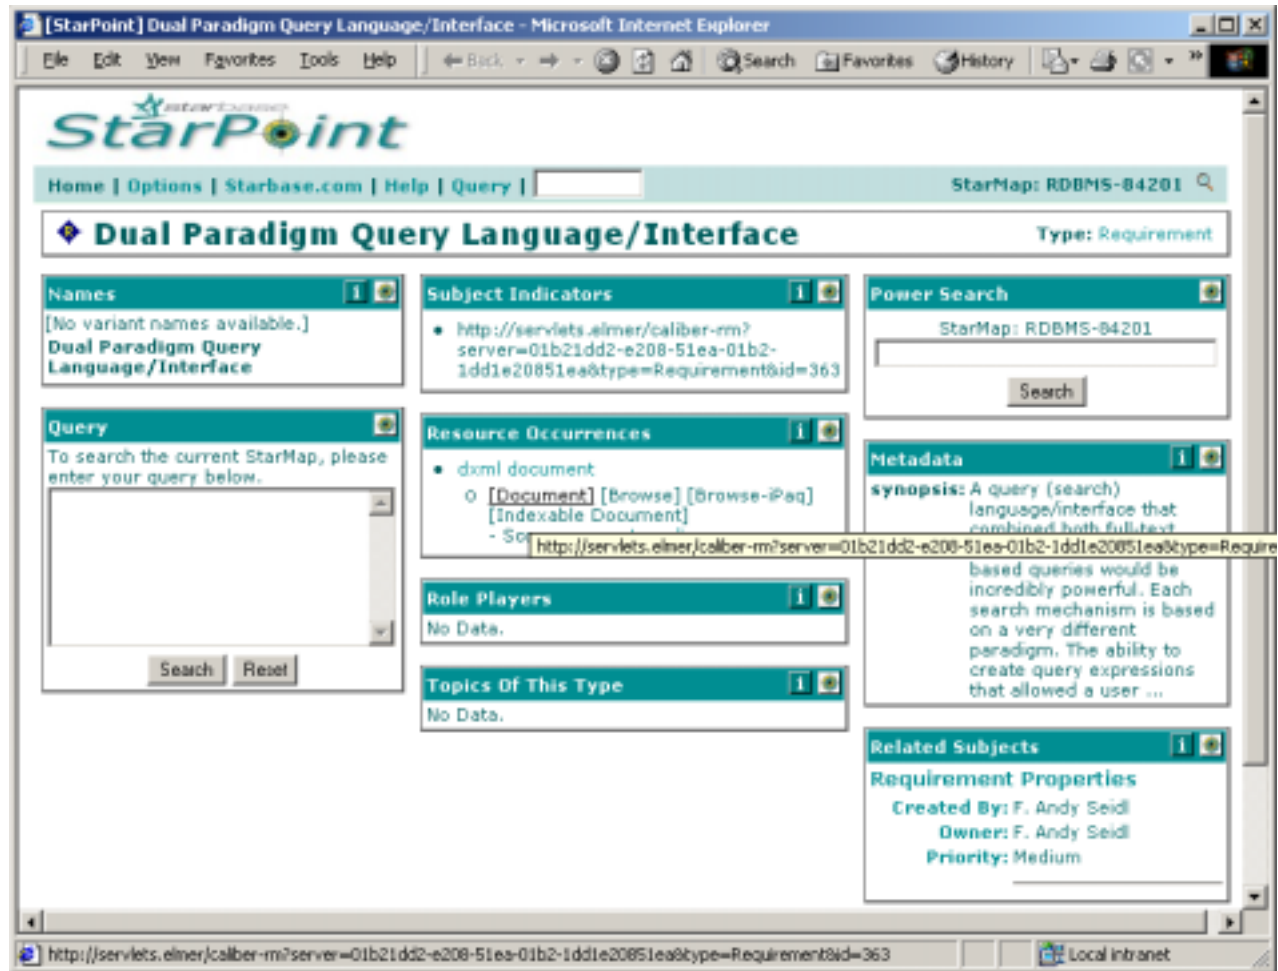 [StarPoint] Dual Paradigm Query Language/Interface - Microsoft Internet Explorer
File Edit View Favorites Tools Help
Back Search Favorites History »
starbase
StarPoint
Home | Options | Starbase.com | Help | Query |
StarMap: RDBMS-84201
Dual Paradigm Query Language/Interface
Type: Requirement
Names
[No variant names available.]
Dual Paradigm Query
Language/Interface
Query
To search the current StarMap, please
enter your query below.
Search Reset
Subject Indicators
• http://servlets.elmer/caliber-rm?
server=01b21dd2-e208-51ea-01b2-
1dd1e20851ea&type=Requirement&id=363
Resource Occurrences
• dxml document
o [Document] [Browse] [Browse-iPaq]
[Indexable Document]
http://servlets.elmer/caliber-rm?server=01b21dd2-e208-51ea-01b2-1dd1e20851ea&type=Require
Role Players
No Data.
Topics Of This Type
No Data.
Power Search
StarMap: RDBMS-84201
Search
Metadata
synopsis: A query (search)
language/interface that
combined both full-text
based queries would be
incredibly powerful. Each
search mechanism is based
on a very different
paradigm. The ability to
create query expressions
that allowed a user ...
Related Subjects
Requirement Properties
Created By: F. Andy Seidl
Owner: F. Andy Seidl
Priority: Medium
http://servlets.elmer/caliber-rm?server=01b21dd2-e208-51ea-01b2-1dd1e20851ea&type=Requirement&id=363
Local intranet